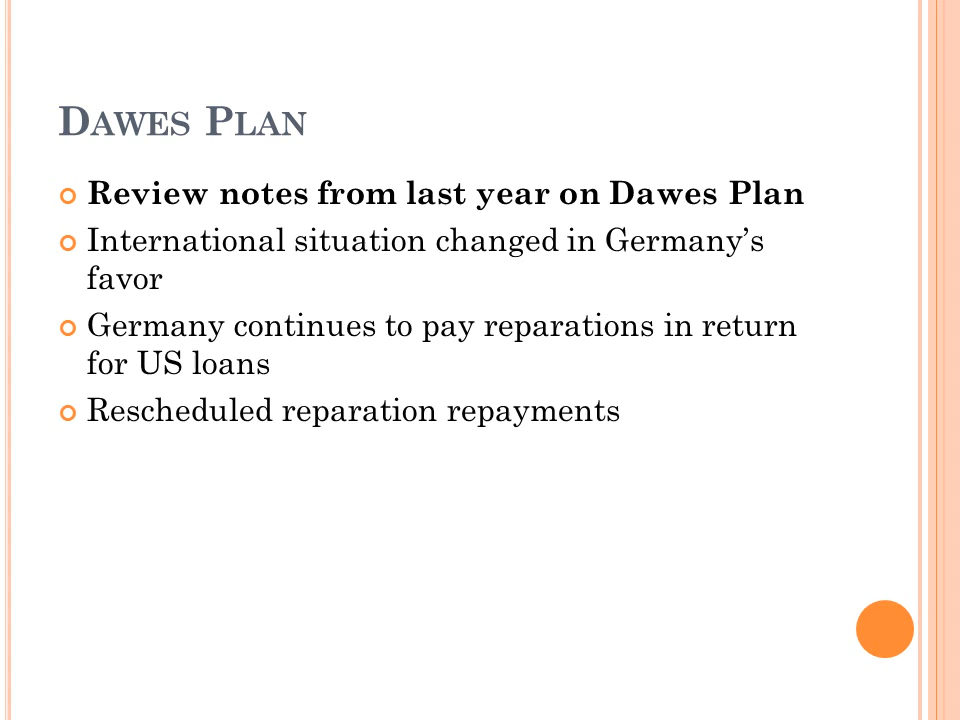 Dawes Plan
Review notes from last year on Dawes Plan
International situation changed in Germany’s
favor
Germany continues to pay reparations in return
for US loans
Rescheduled reparation repayments